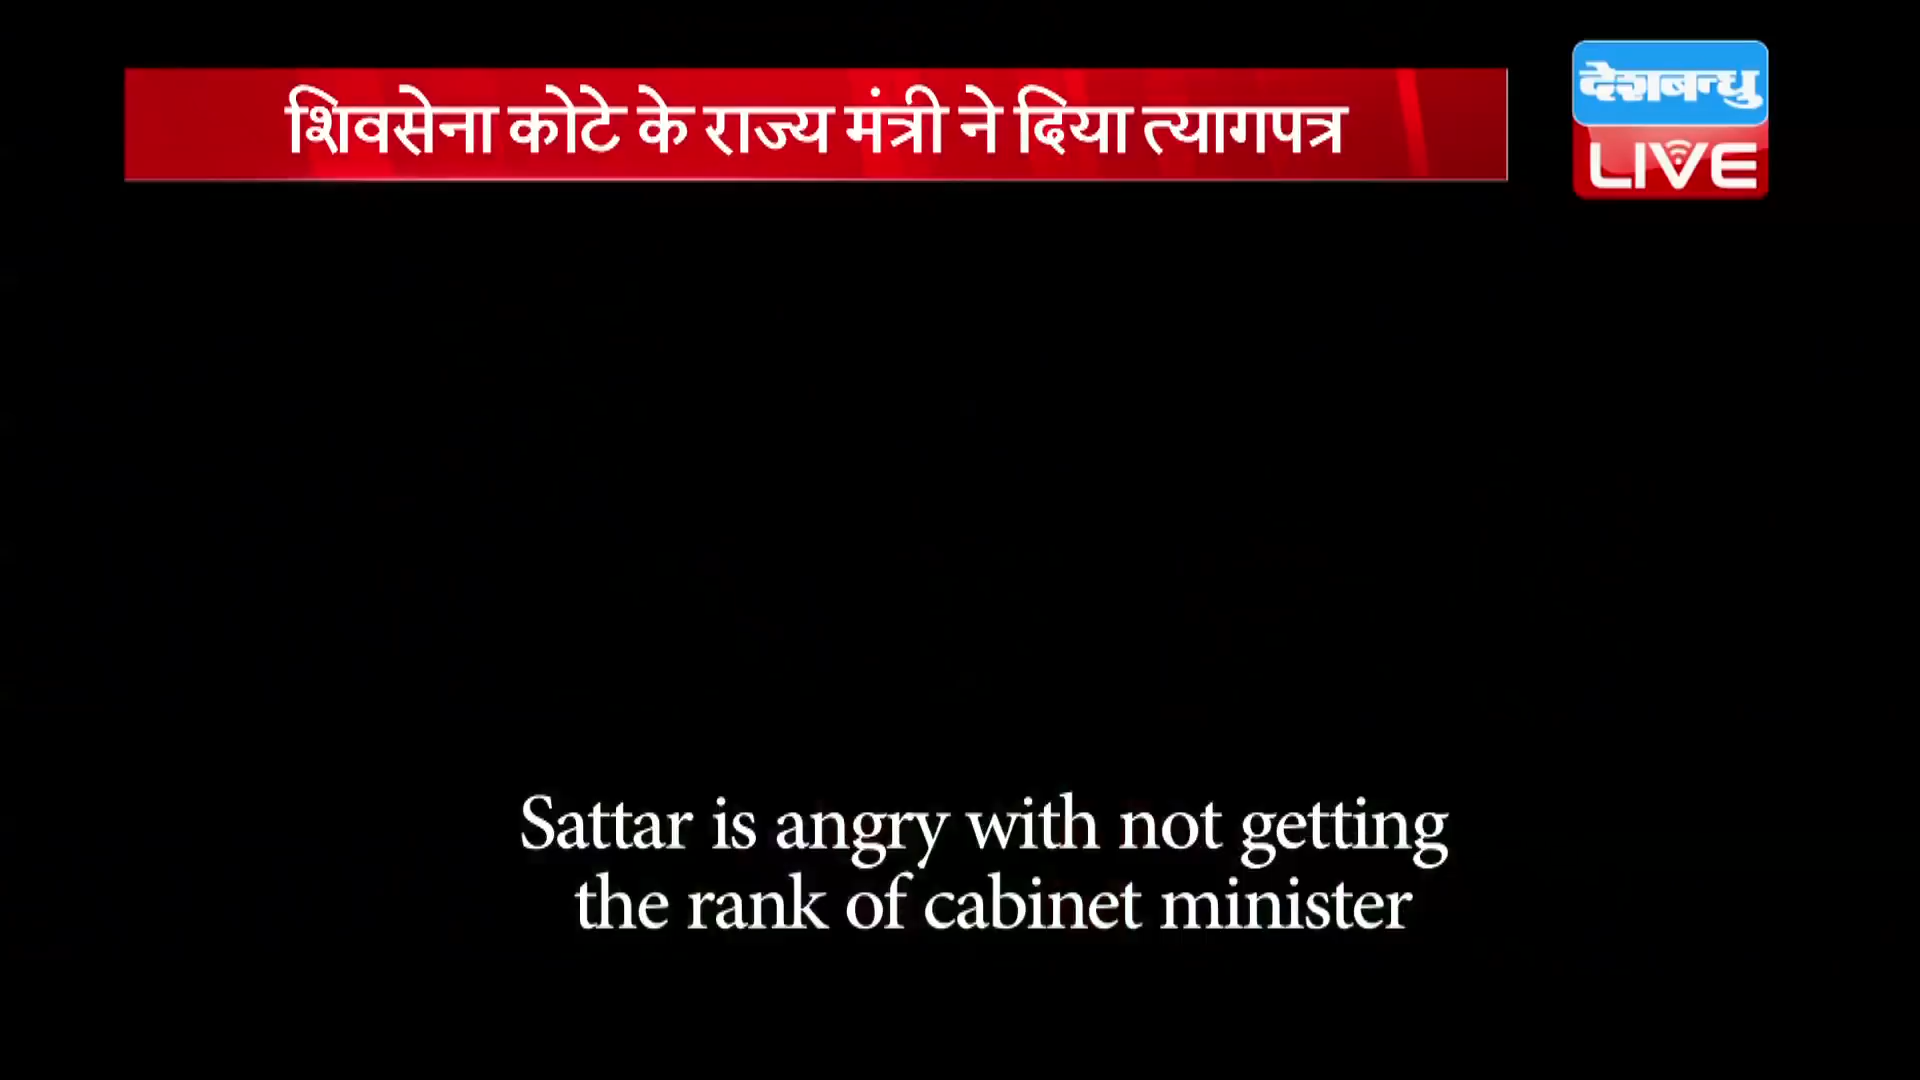 शिवसेना कोटे के राज्य मंत्री ने दिया त्यागपत्र
देशबन्धु
LIVE
Sattar is angry with not getting
the rank of cabinet minister